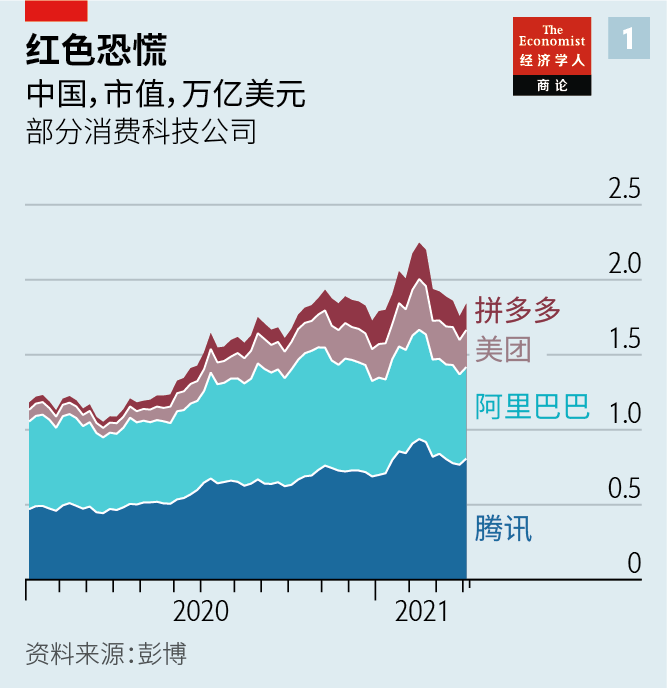 红色恐慌
中国，市值，万亿美元
部分消费科技公司
The
Economist
经济学人
商论
1
2.5
2.0
拼多多
1.5
美团
阿里巴巴
1.0
0.5
腾讯
0
2020
2021
资料来源：彭博